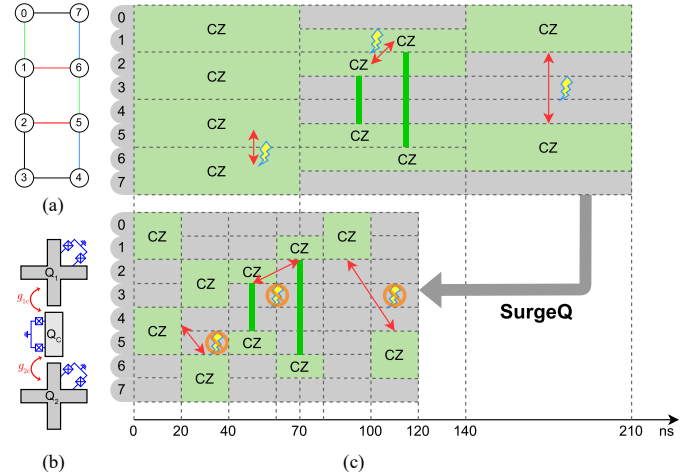 (a)
0 7
1 6
2 5
3 4
(b)
Q1
g1c
QC
g2c
Q2
(c)
0 CZ CZ CZ
1 CZ
2 CZ CZ
3
4 CZ
5 CZ CZ
6 CZ CZ
7
SurgeQ
0 CZ CZ
1 CZ
2 CZ CZ
3
4 CZ
5 CZ CZ
6 CZ CZ
7
0 20 40 70 100 120 140 210 ns